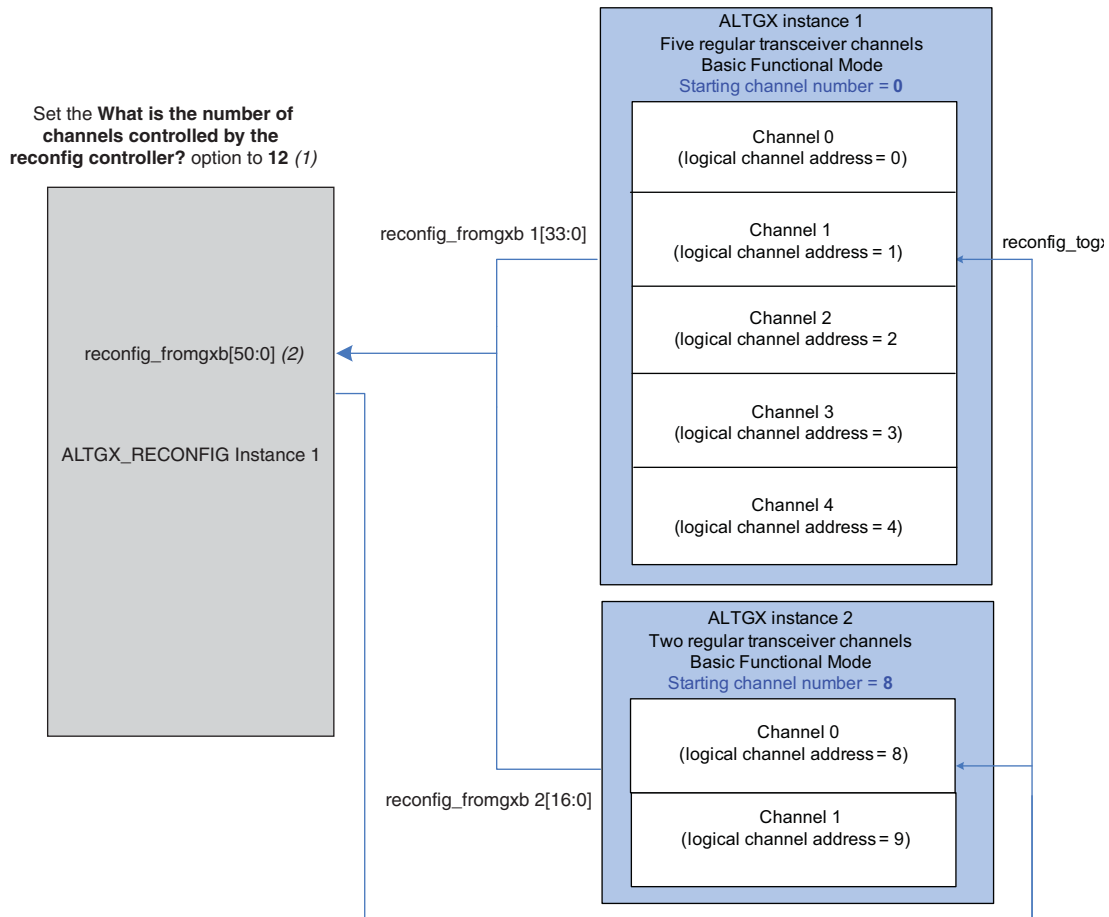 Set the What is the number of
channels controlled by the
reconfig controller? option to 12 (1)
reconfig_fromgxb[50:0] (2)
ALTGX_RECONFIG Instance 1
reconfig_fromgxb 1[33:0]
reconfig_fromgxb 2[16:0]
ALTGX instance 1
Five regular transceiver channels
Basic Functional Mode
Starting channel number = 0
Channel 0
(logical channel address = 0)
Channel 1
(logical channel address = 1)
Channel 2
(logical channel address = 2
Channel 3
(logical channel address = 3)
Channel 4
(logical channel address = 4)
ALTGX instance 2
Two regular transceiver channels
Basic Functional Mode
Starting channel number = 8
Channel 0
(logical channel address = 8)
Channel 1
(logical channel address = 9)